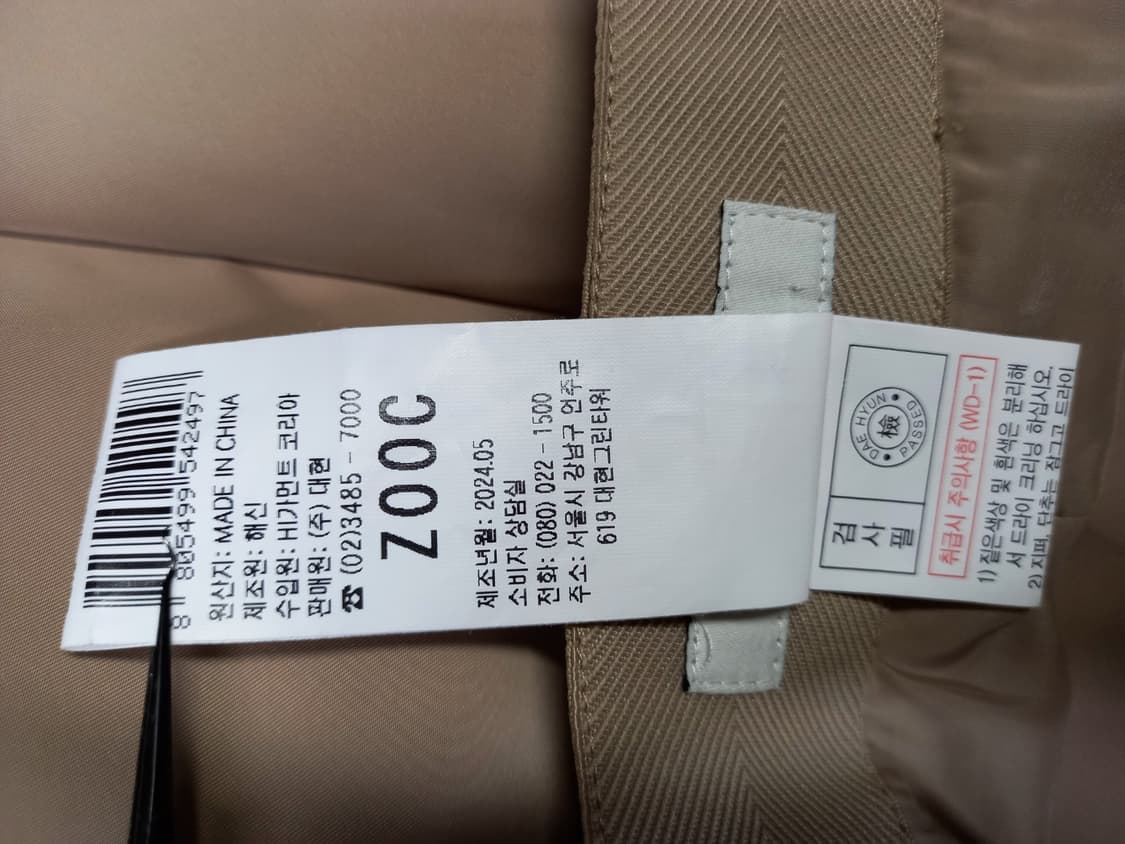 8 805499 542497
원산지: MADE IN CHINA
제조원: 해신
수입원: HI가먼트 코리아
판매원: (주) 대현
☎ (02)3485 - 7000
ZOOC
제조년월: 2024.05
소비자 상담실
전화: (080) 022 - 1500
주소: 서울시 강남구 언주로
619 대현그린타워
검사필
DAE HYUN
檢
PASSED
취급시 주의사항 (WD-1)
1) 짙은색상 및 흰색은 분리해
서 드라이 크리닝 하십시오.
2) 지퍼, 단추는 잠그고 드라이